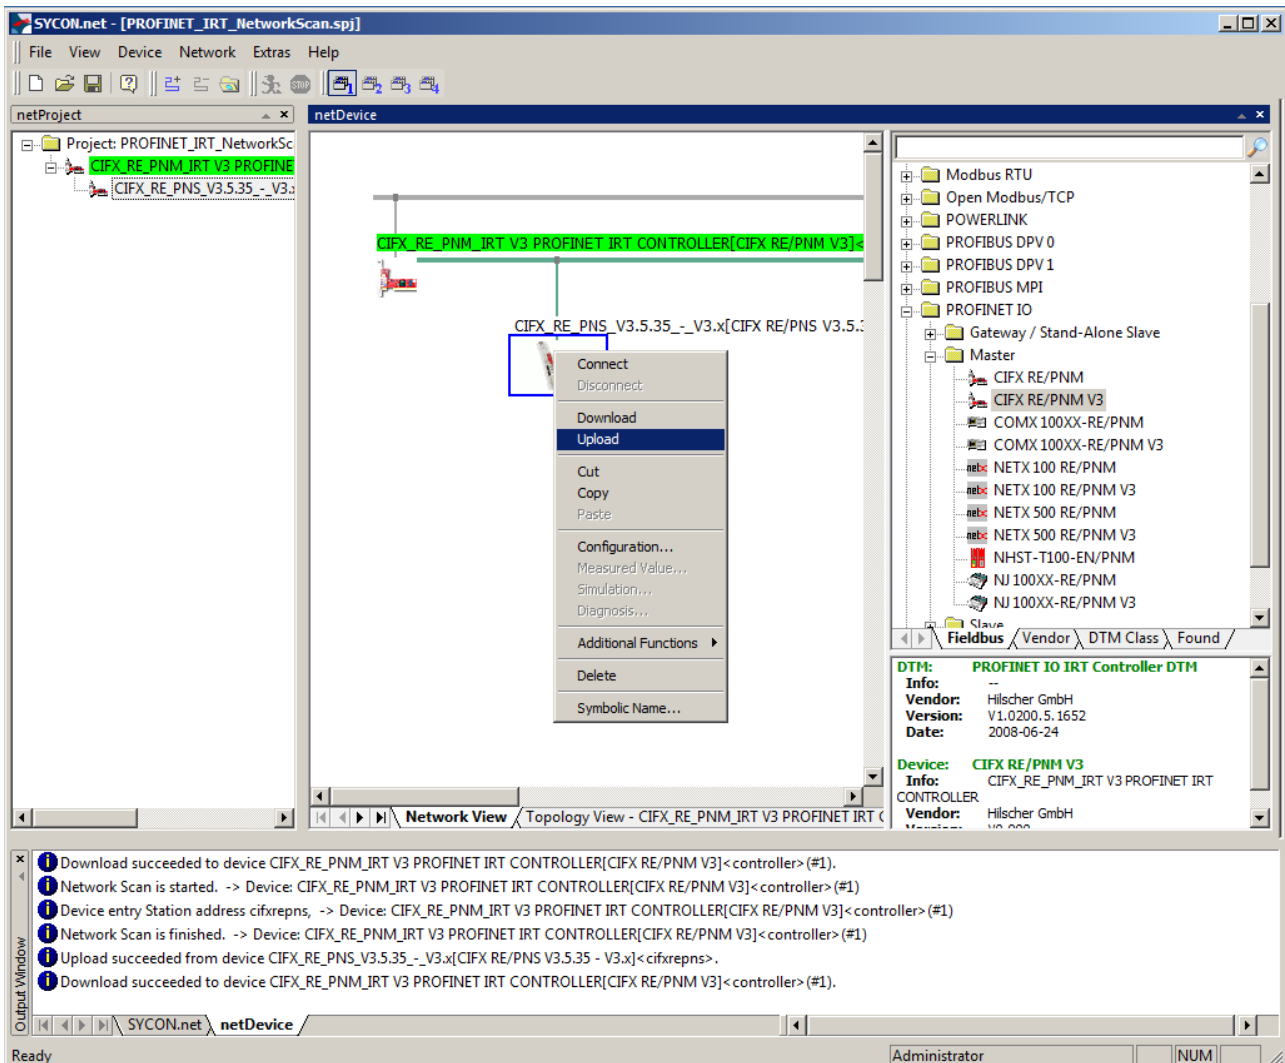 SYCON.net - [PROFINET_IRT_NetworkScan.spj]
File View Device Network Extras Help
netProject
netDevice
Project: PROFINET_IRT_NetworkSc
CIFX_RE_PNM_IRT V3 PROFINE
CIFX_RE_PNS_V3.5.35_-_V3.
CIFX_RE_PNM_IRT V3 PROFINET IRT CONTROLLER[CIFX RE/PNM V3]<
CIFX_RE_PNS_V3.5.35_-_V3.x[CIFX RE/PNS V3.5.3
Connect
Disconnect
Download
Upload
Cut
Copy
Paste
Configuration...
Measured Value...
Simulation...
Diagnosis...
Additional Functions
Delete
Symbolic Name...
Network View
Topology View - CIFX_RE_PNM_IRT V3 PROFINET IRT C
Modbus RTU
Open Modbus/TCP
POWERLINK
PROFIBUS DPV0
PROFIBUS DPV1
PROFIBUS MPI
PROFINET IO
Gateway / Stand-Alone Slave
Master
CIFX RE/PNM
CIFX RE/PNM V3
COMX 100XX-RE/PNM
COMX 100XX-RE/PNM V3
NETX 100 RE/PNM
NETX 100 RE/PNM V3
NETX 500 RE/PNM
NETX 500 RE/PNM V3
NHST-T100-EN/PNM
NJ 100XX-RE/PNM
NJ 100XX-RE/PNM V3
Slave
Fieldbus Vendor DTM Class Found
DTM: PROFINET IO IRT Controller DTM
Info: --
Vendor: Hilscher GmbH
Version: V1.0200.5.1652
Date: 2008-06-24
Device: CIFX RE/PNM V3
Info: CIFX_RE_PNM_IRT V3 PROFINET IRT
CONTROLLER
Vendor: Hilscher GmbH
Version: V0.000
Output Window
Download succeeded to device CIFX_RE_PNM_IRT V3 PROFINET IRT CONTROLLER[CIFX RE/PNM V3]<controller>(#1).
Network Scan is started. -> Device: CIFX_RE_PNM_IRT V3 PROFINET IRT CONTROLLER[CIFX RE/PNM V3]<controller>(#1)
Device entry Station address cifxrepns, -> Device: CIFX_RE_PNM_IRT V3 PROFINET IRT CONTROLLER[CIFX RE/PNM V3]<controller>(#1)
Network Scan is finished. -> Device: CIFX_RE_PNM_IRT V3 PROFINET IRT CONTROLLER[CIFX RE/PNM V3]<controller>(#1)
Upload succeeded from device CIFX_RE_PNS_V3.5.35_-_V3.x[CIFX RE/PNS V3.5.35 - V3.x]<cifxrepns>.
Download succeeded to device CIFX_RE_PNM_IRT V3 PROFINET IRT CONTROLLER[CIFX RE/PNM V3]<controller>(#1).
SYCON.net netDevice
Ready
Administrator
NUM